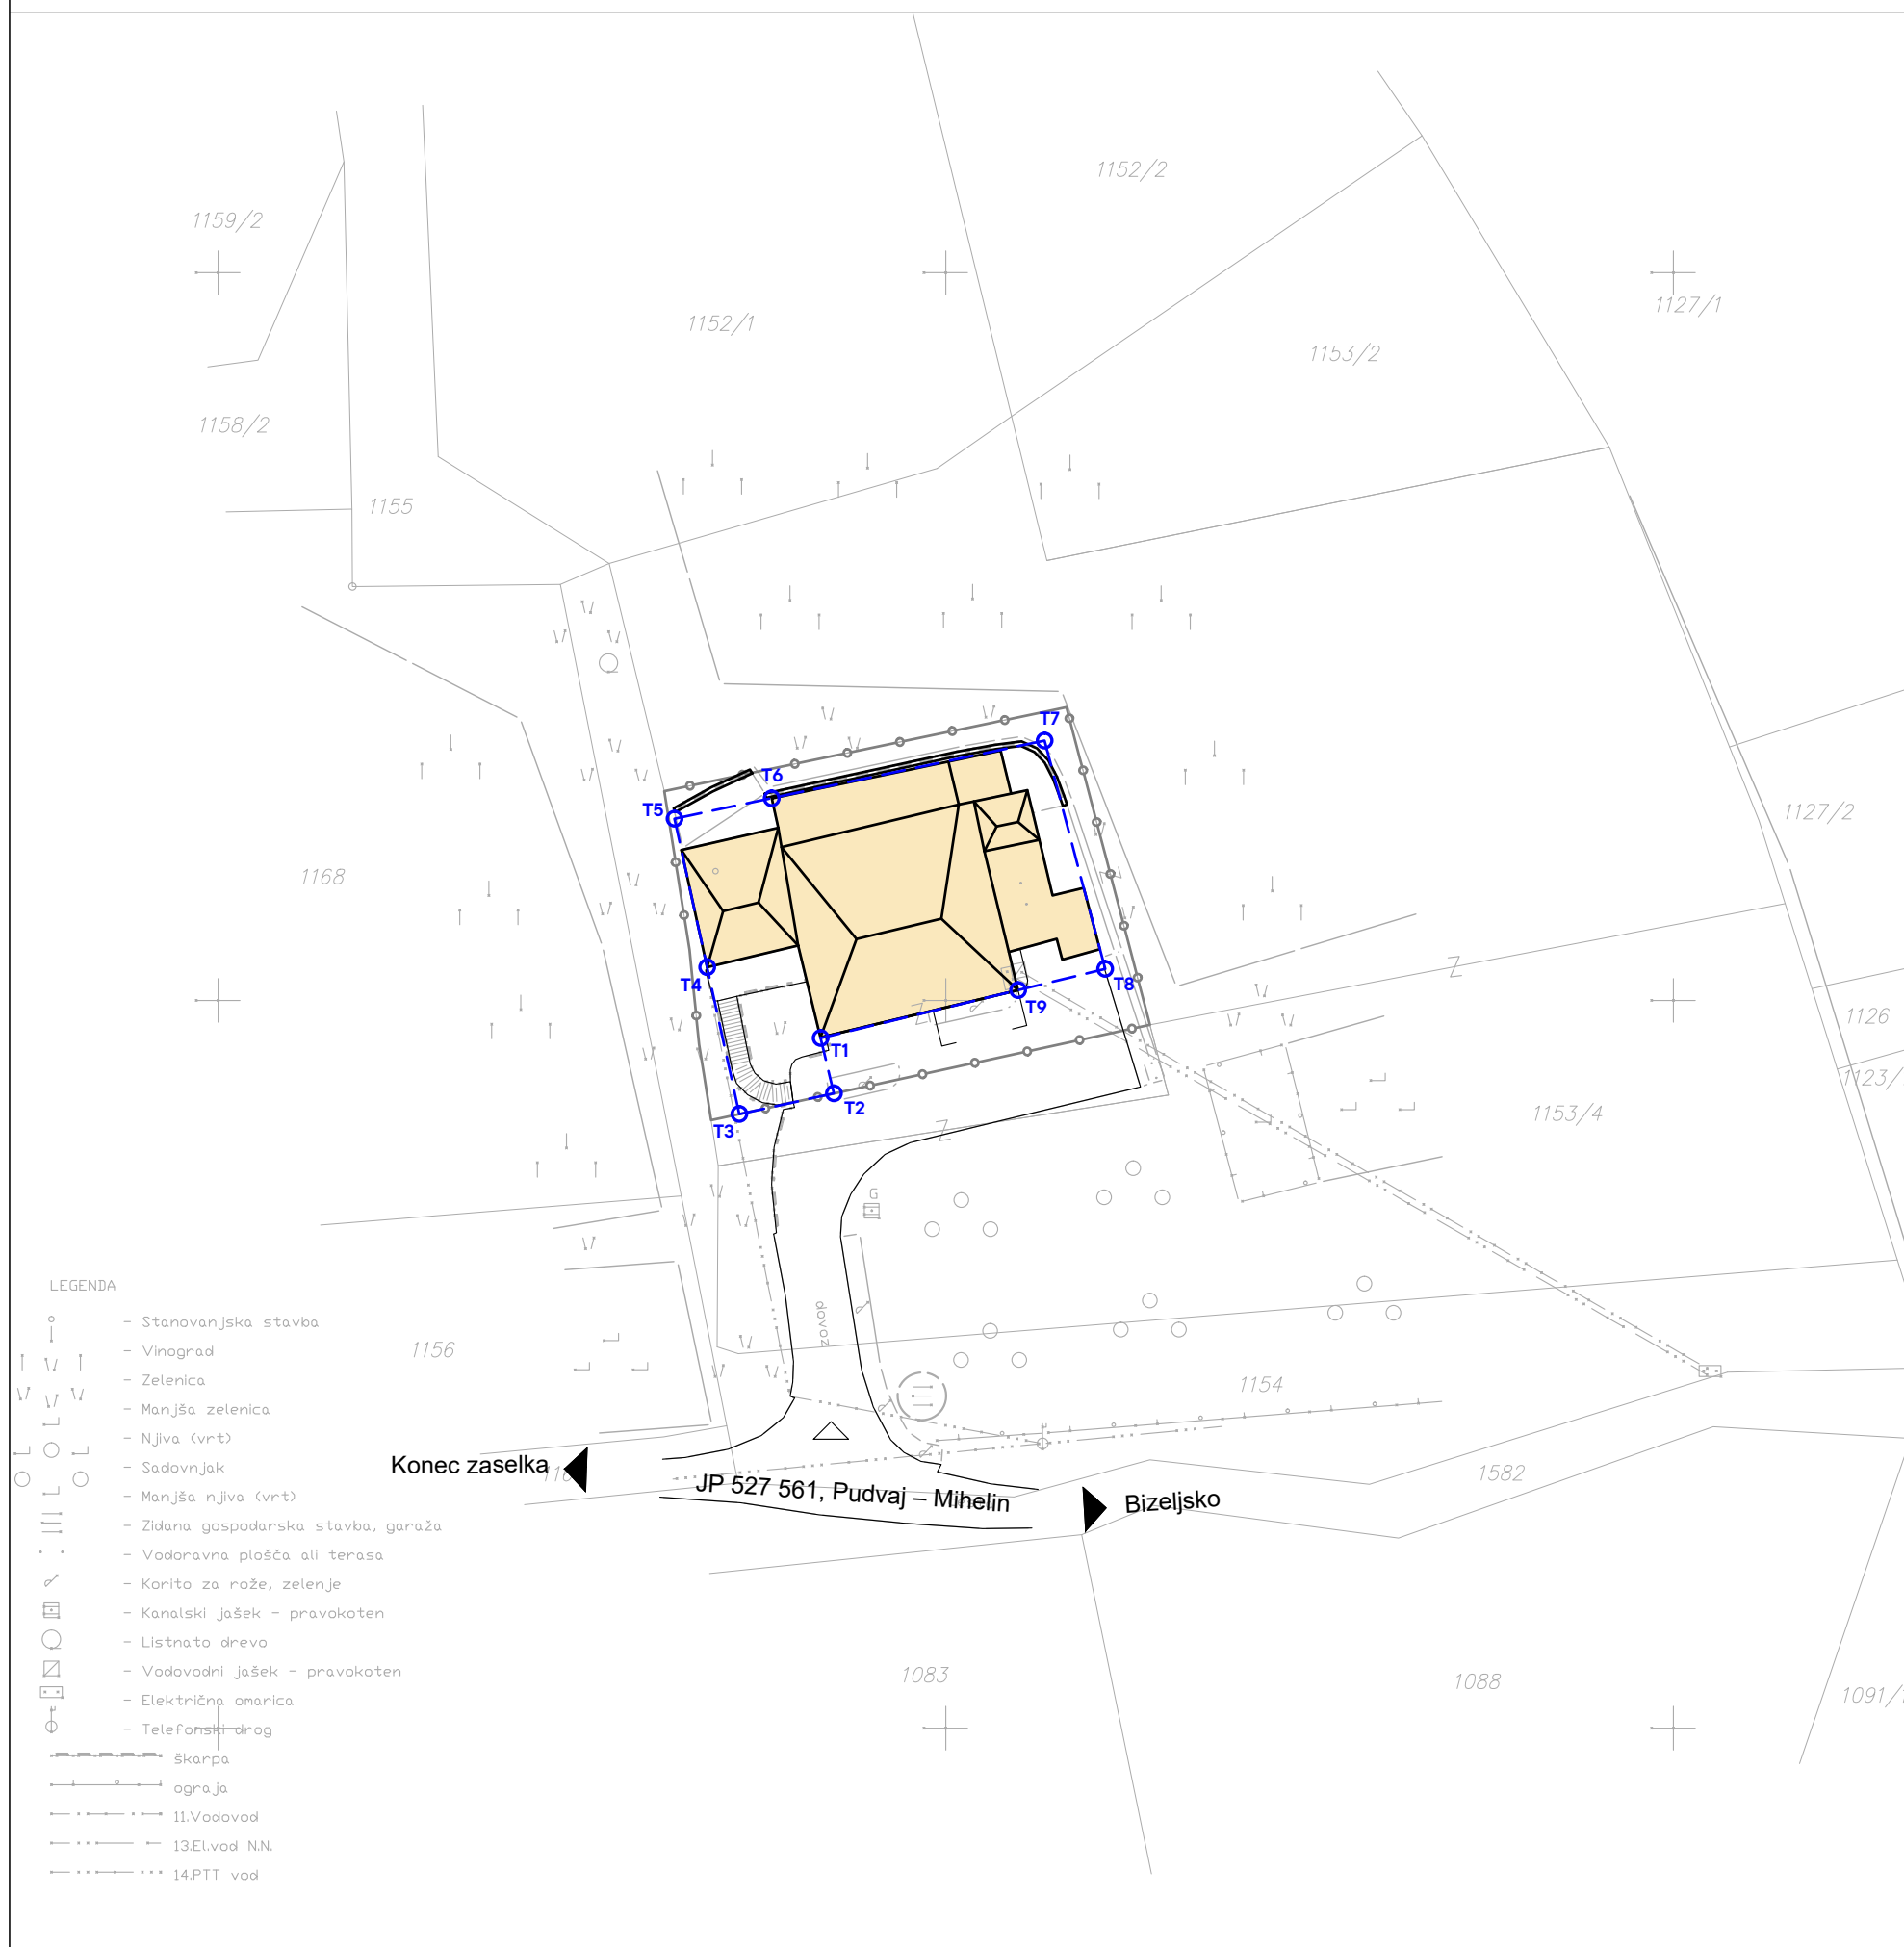 1152/2
1159/2
1127/1
1152/1
1153/2
1158/2
1155
T7
T6
T5
1127/2
1168
Z
T4
T8
T9
1126
T1
1123/
T2
1153/4
T3
Z
G
LEGENDA
- Stanovanjska stavba
- Vinograd
- Zelenica
- Manjša zelenica
- Njiva (vrt)
- Sadovnjak
- Manjša njiva (vrt)
- Zidana gospodarska stavba, garaža
- Vodoravna plošča ali terasa
- Korito za rože, zelenje
- Kanalski jašek - pravokoten
- Listnato drevo
- Vodovodni jašek - pravokoten
- Električna omarica
- Telefonski drog
škarpa
ograja
11.Vodovod
13.El.vod N.N.
14.PTT vod
dovoz
1156
1154
Konec zaselka
JP 527 561, Pudvaj – Mihelin
Bizeljsko
1582
1083
1088
1091/